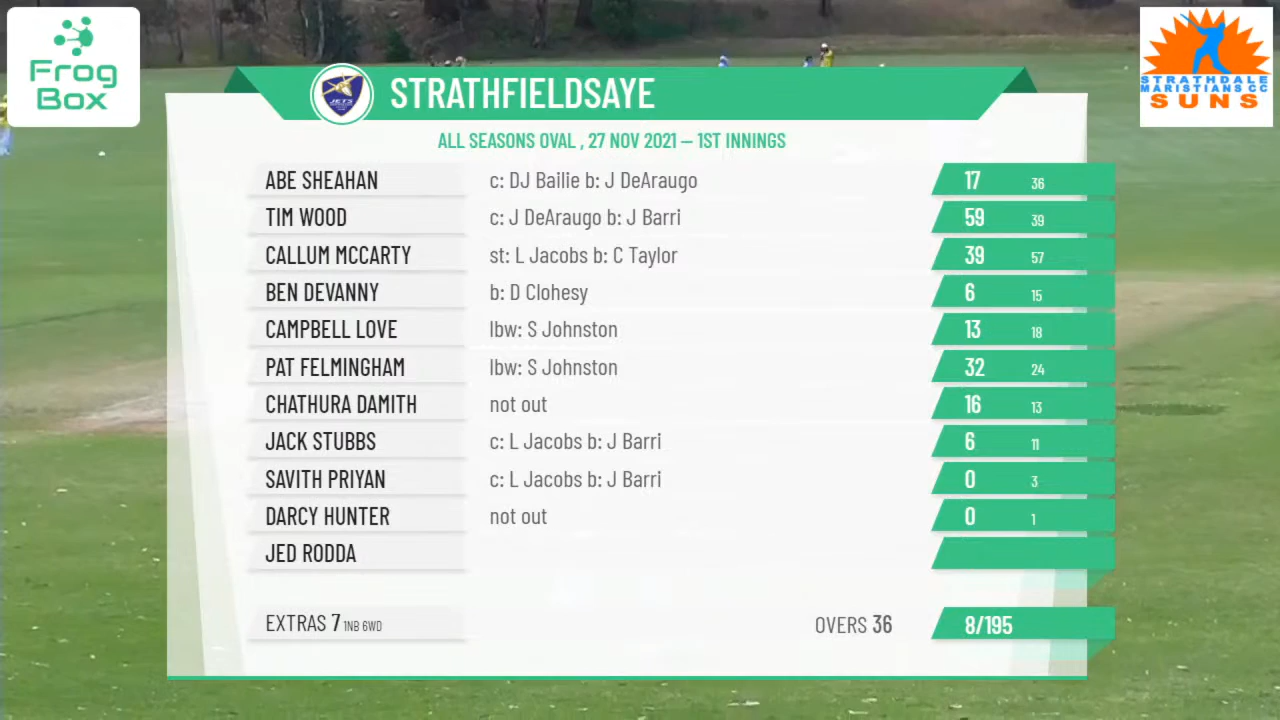 Frog
Box
STRATHFIELDSAYE
JETS
STRATHDALE
MARISTIANS CC
SUNS
ALL SEASONS OVAL , 27 NOV 2021 – 1ST INNINGS
ABE SHEAHAN c: DJ Bailie b: J DeAraugo 17 36
TIM WOOD c: J DeAraugo b: J Barri 59 39
CALLUM MCCARTY st: L Jacobs b: C Taylor 39 57
BEN DEVANNY b: D Clohesy 6 15
CAMPBELL LOVE lbw: S Johnston 13 18
PAT FELMINGHAM lbw: S Johnston 32 24
CHATHURA DAMITH not out 16 13
JACK STUBBS c: L Jacobs b: J Barri 6 11
SAVITH PRIYAN c: L Jacobs b: J Barri 0 3
DARCY HUNTER not out 0 1
JED RODDA
EXTRAS 7 1NB 6WD OVERS 36 8/195